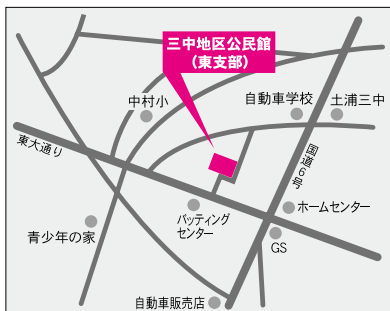 三中地区公民館
（東支部）
中村小
自動車学校
土浦三中
東大通り
国道6号
バッティング
センター
ホームセンター
青少年の家
GS
自動車販売店